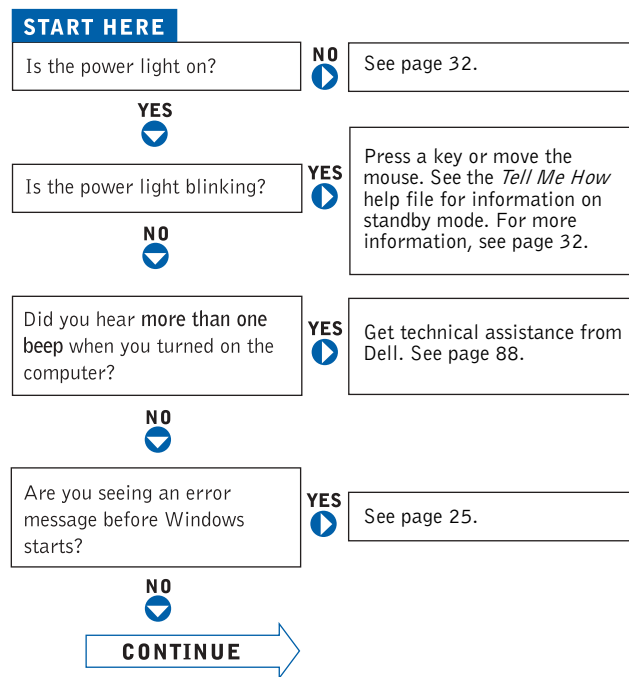 START HERE
Is the power light on?
NO
See page 32.
YES
Is the power light blinking?
YES
Press a key or move the
mouse. See the Tell Me How
help file for information on
standby mode. For more
information, see page 32.
NO
Did you hear more than one
beep when you turned on the
computer?
YES
Get technical assistance from
Dell. See page 88.
NO
Are you seeing an error
message before Windows
starts?
YES
See page 25.
NO
CONTINUE